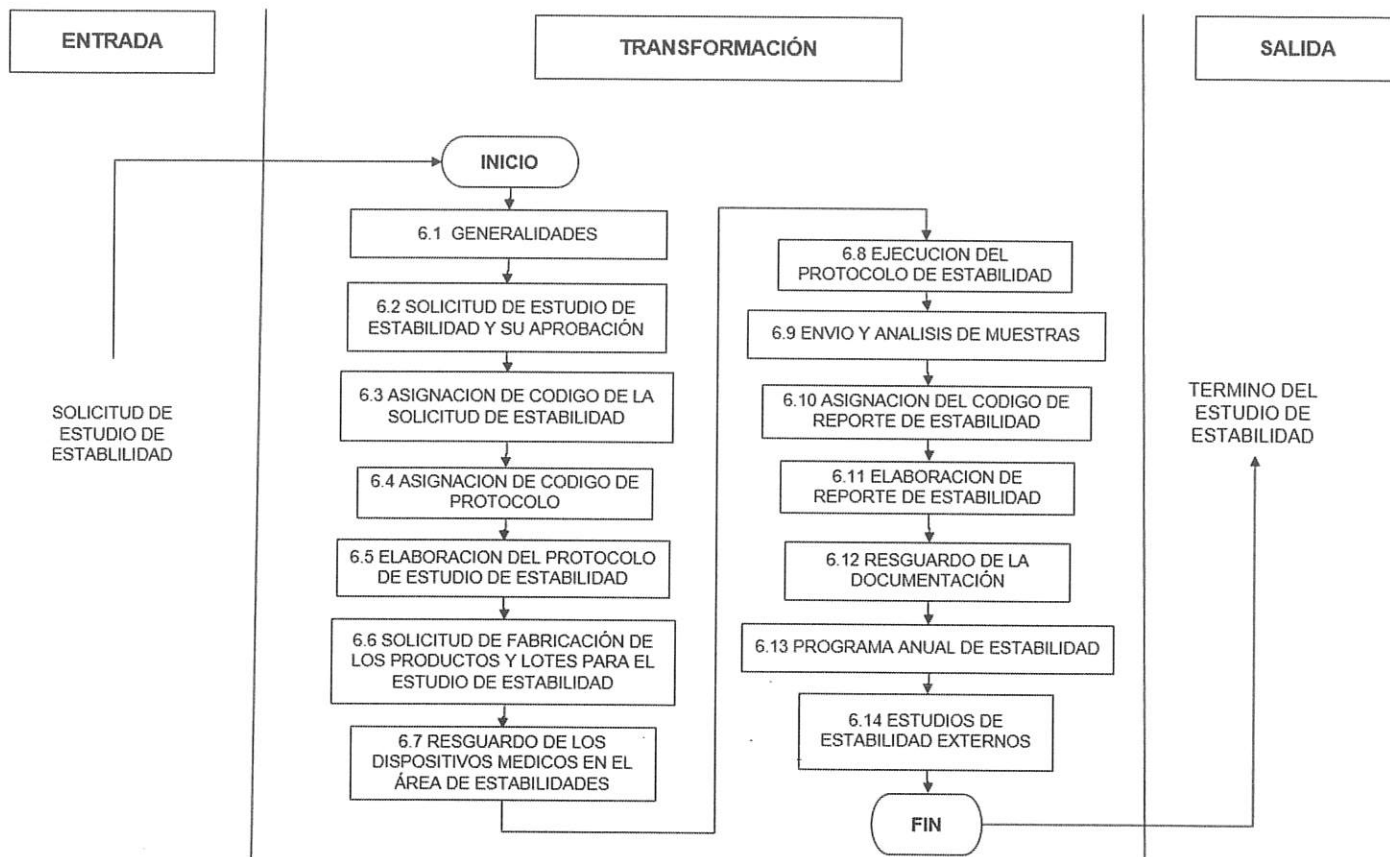 ENTRADA
TRANSFORMACIÓN
SALIDA
SOLICITUD DE
ESTUDIO DE
ESTABLILIDAD
INICIO
6.1 GENERALIDADES
6.2 SOLICITUD DE ESTUDIO DE
ESTABILIDAD Y SU APROBACIÓN
6.3 ASIGNACION DE CODIGO DE LA
SOLICITUD DE ESTABILIDAD
6.4 ASIGNACION DE CODIGO DE
PROTOCOLO
6.5 ELABORACION DEL PROTOCOLO
DE ESTUDIO DE ESTABILIDAD
6.6 SOLICITUD DE FABRICACIÓN DE
LOS PRODUCTOS Y LOTES PARA EL
ESTUDIO DE ESTABILIDAD
6.7 RESGUARDO DE LOS
DISPOSITIVOS MEDICOS EN EL
ÁREA DE ESTABILIDADES
6.8 EJECUCION DEL
PROTOCOLO DE ESTABILIDAD
6.9 ENVIO Y ANALISIS DE MUESTRAS
6.10 ASIGNACION DEL CODIGO DE
REPORTE DE ESTABILIDAD
6.11 ELABORACION DE
REPORTE DE ESTABILIDAD
6.12 RESGUARDO DE LA
DOCUMENTACIÓN
6.13 PROGRAMA ANUAL DE ESTABILIDAD
6.14 ESTUDIOS DE
ESTABILIDAD EXTERNOS
FIN
TERMINO DEL
ESTUDIO DE
ESTABILIDAD